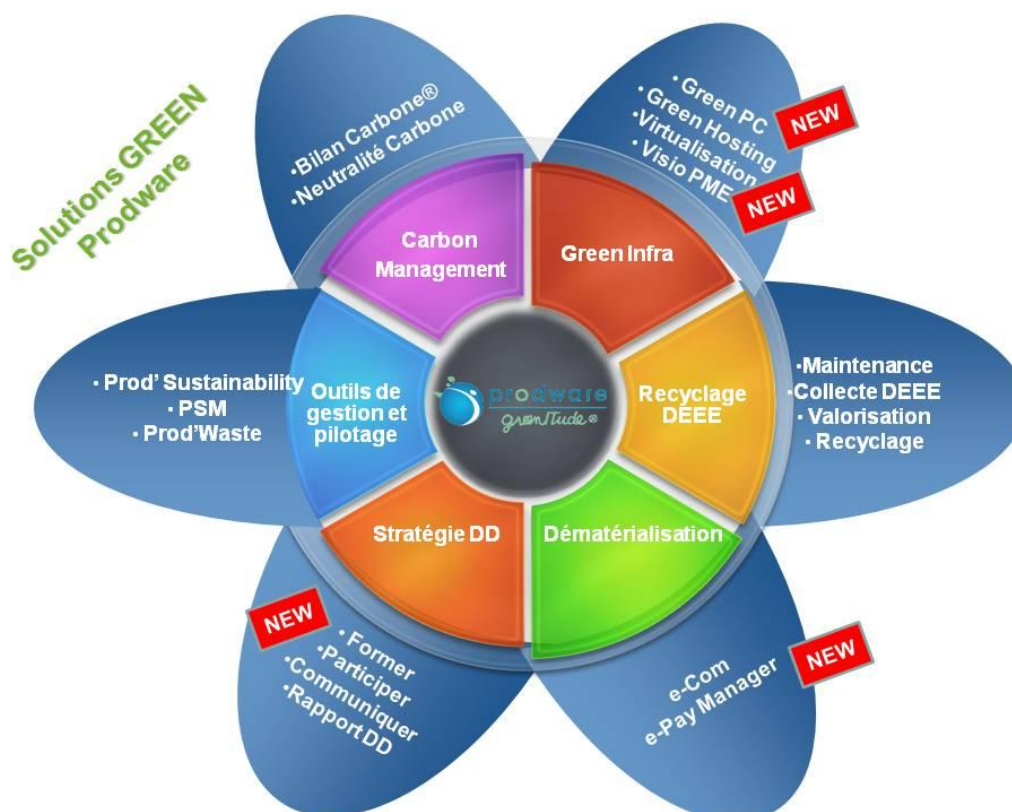 Solutions GREEN
Prodware
• Bilan Carbone®
• Neutralité Carbone
• Green PC
• Green Hosting
• Virtualisation
• Visio PME
NEW
NEW
Carbon
Management
Green Infra
• Prod' Sustainability
• PSM
• Prod'Waste
Outils de
gestion et
pilotage
prodware
grenITude®
Recyclage
DEEE
• Maintenance
• Collecte DEEE
• Valorisation
• Recyclage
Stratégie DD
Dématérialisation
NEW
• Former
• Participer
• Communiquer
• Rapport DD
e-Com
e-Pay Manager
NEW